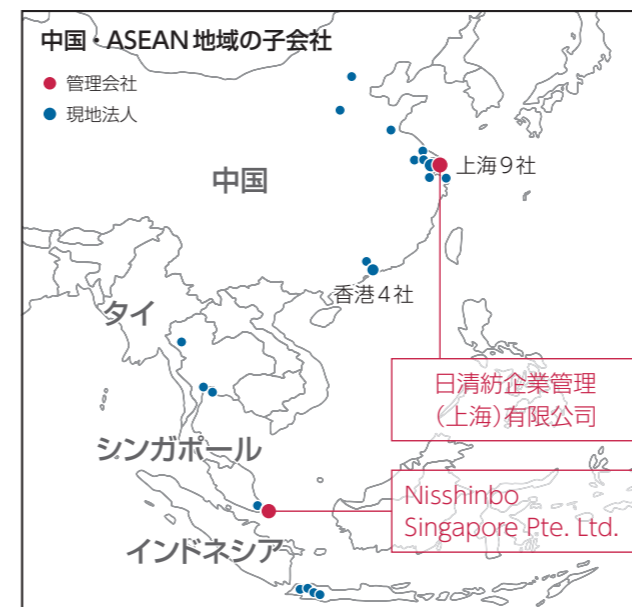 中国・ASEAN地域の子会社
管理会社
現地法人
中国
上海9社
香港4社
タイ
日清紡企業管理
(上海)有限公司
シンガポール
Nisshinbo
Singapore Pte. Ltd.
インドネシア